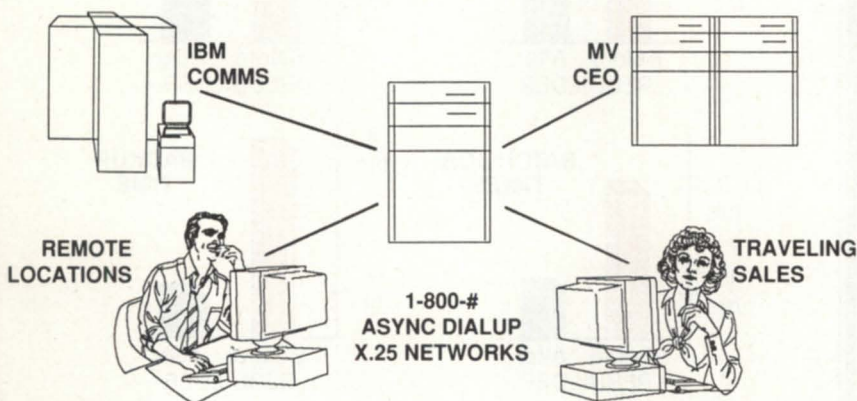 IBM
COMMS
MV
CEO
REMOTE
LOCATIONS
TRAVELING
SALES
1-800-#
ASYNC DIALUP
X.25 NETWORKS